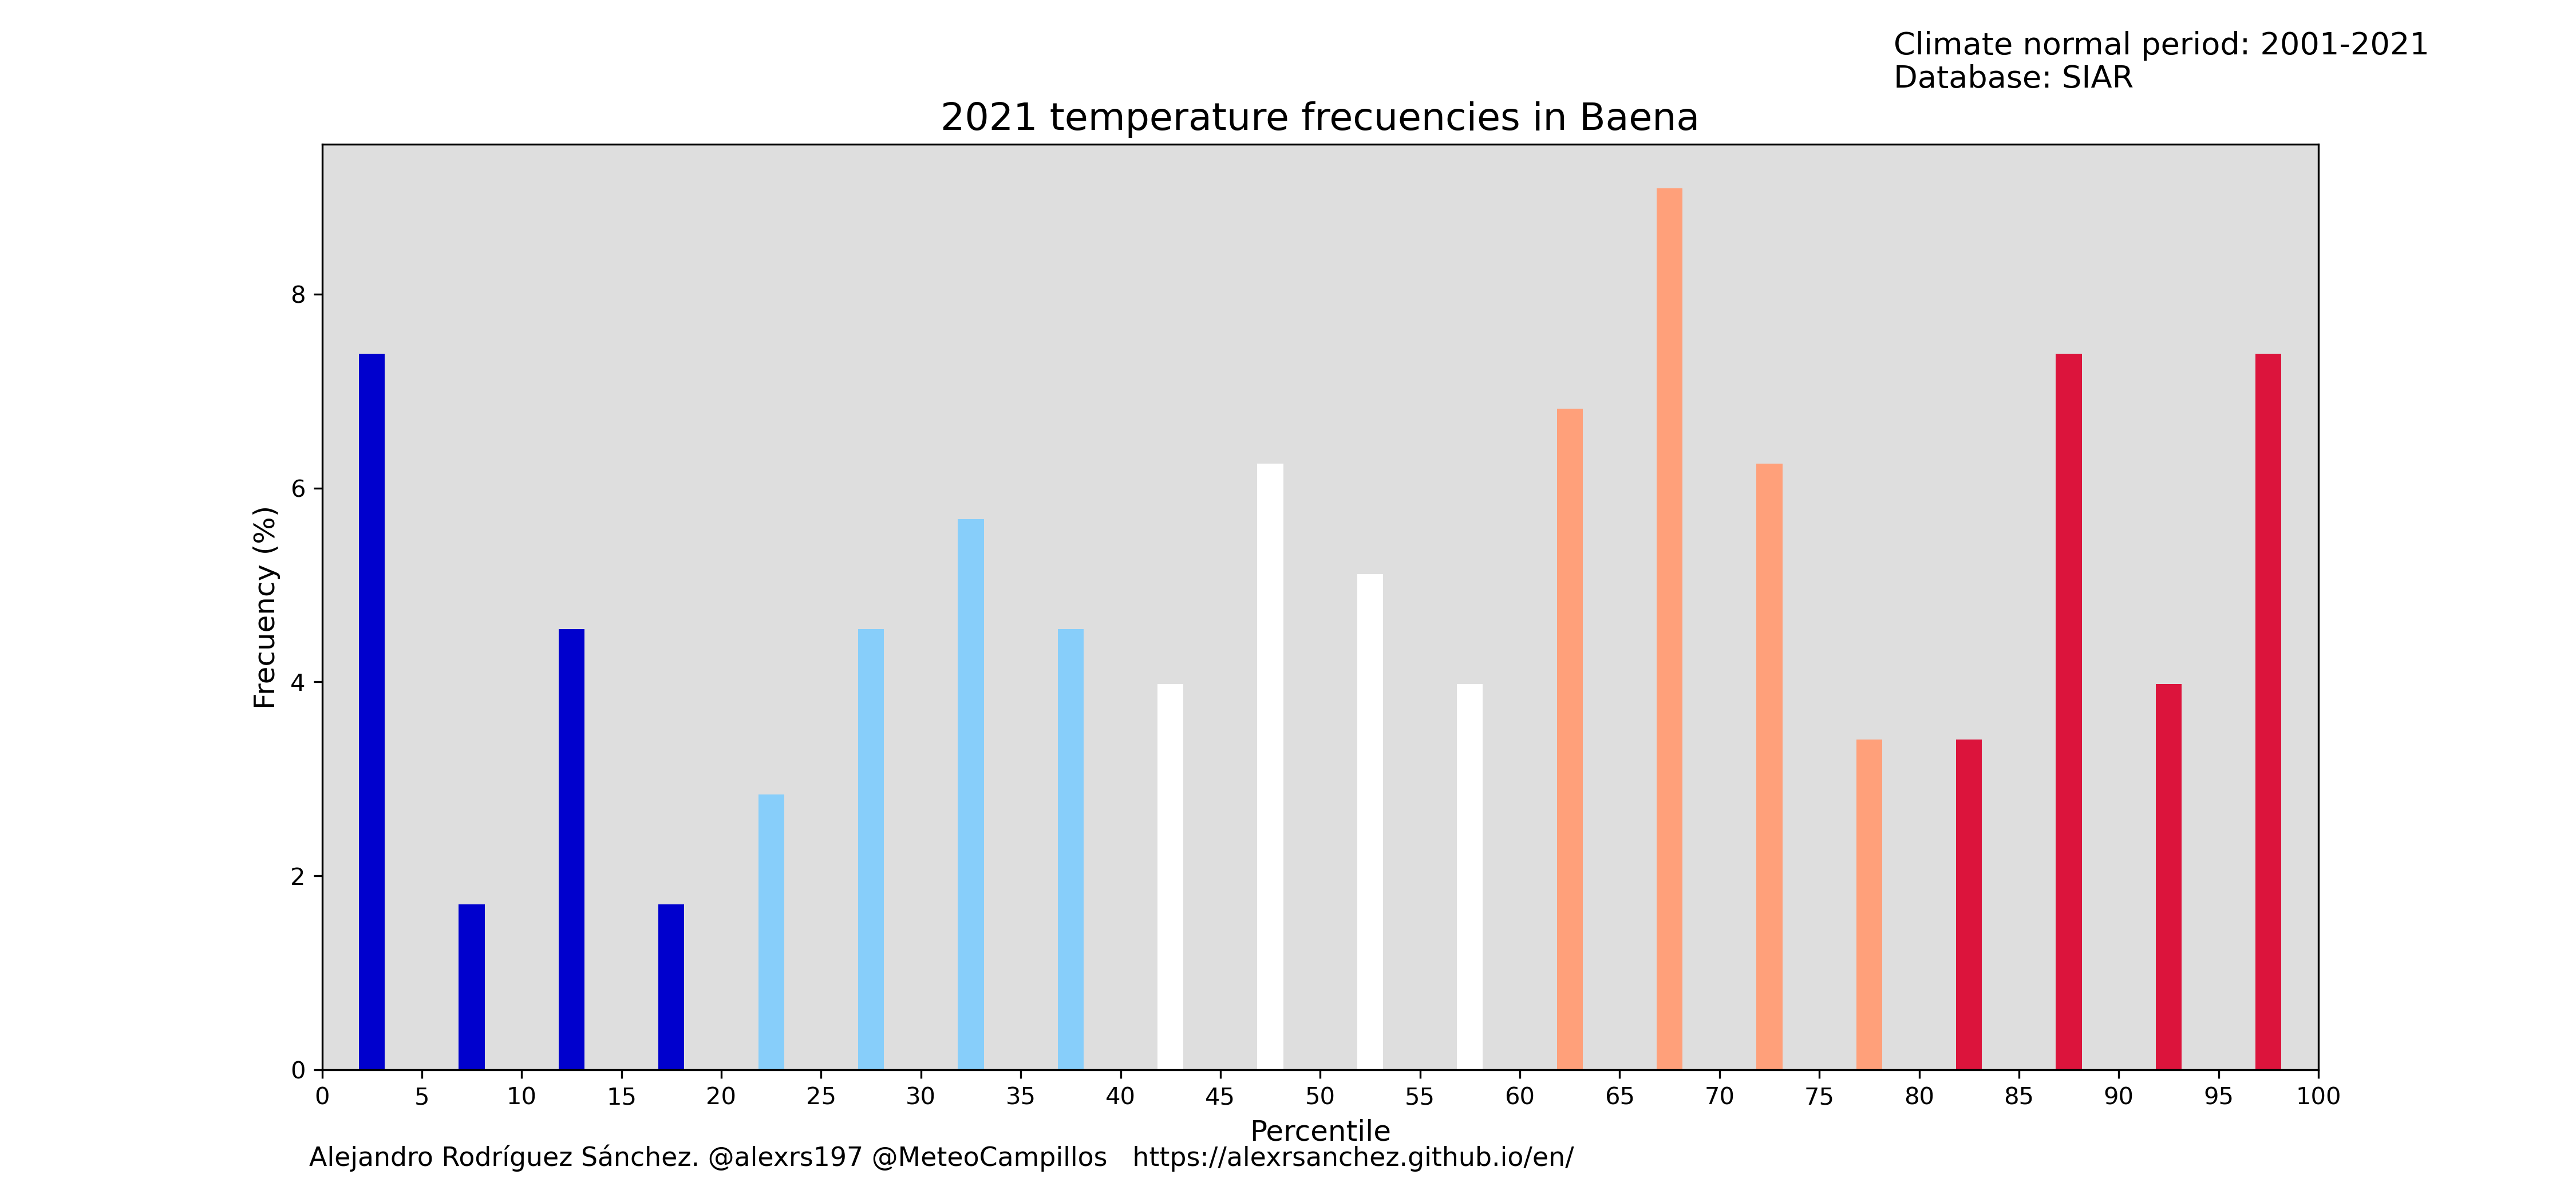 Climate normal period: 2001-2021
Database: SIAR
2021 temperature frecuencies in Baena
Frecuency (%)
8
6
4
2
0
0 5 10 15 20 25 30 35 40 45 50 55 60 65 70 75 80 85 90 95 100
Percentile
Alejandro Rodríguez Sánchez. @alexrs197 @MeteoCampillos https://alexrsanchez.github.io/en/